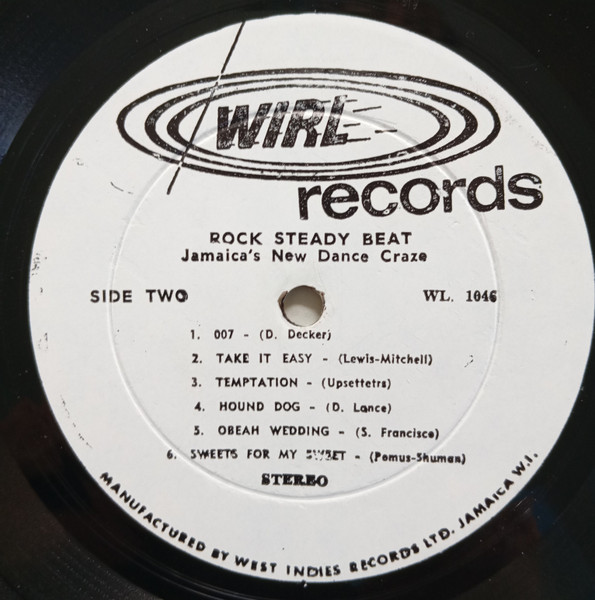 WIRL
records
ROCK STEADY BEAT
Jamaica's New Dance Craze
SIDE TWO
WL. 1046
1. 007 - (D. Decker)
2. TAKE IT EASY - (Lewis-Mitchell)
3. TEMPTATION - (Upsettetrs)
4. HOUND DOG - (D. Lance)
5. OBEAH WEDDING - (S. Francisco)
6. SWEETS FOR MY SWEET - (Pomus-Shuman)
STEREO
MANUFACTURED BY WEST INDIES RECORDS LTD. JAMAICA W.I.